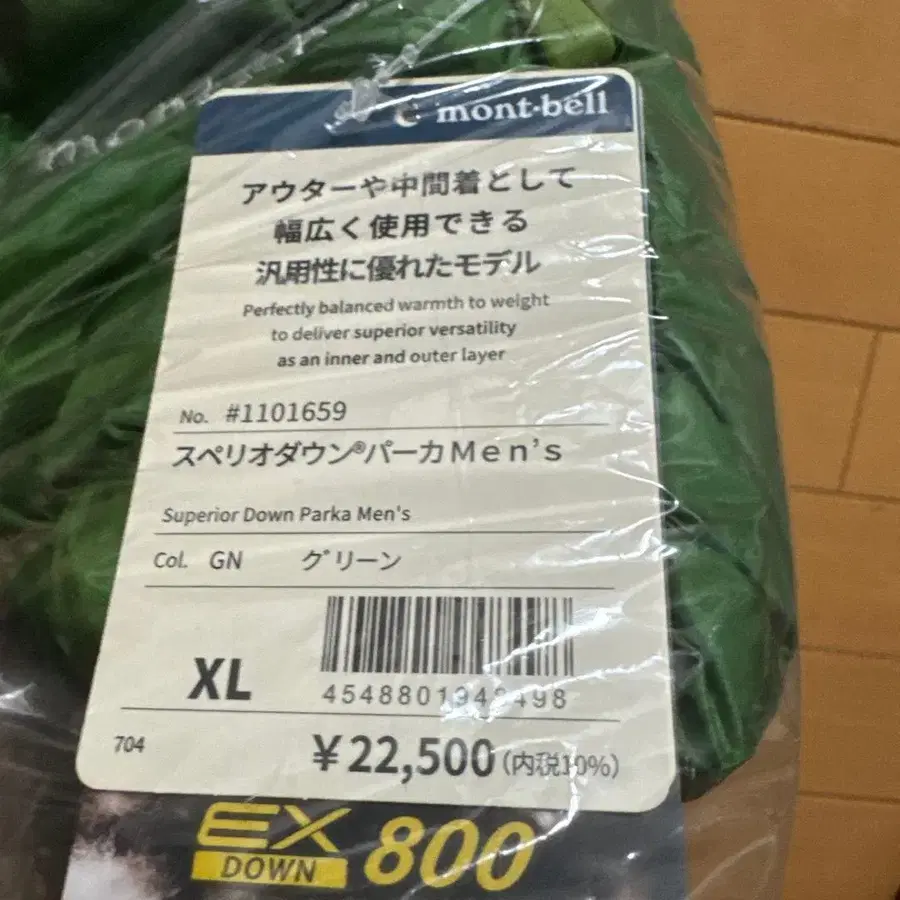 mont-bell
アウターや中間着として
幅広く使用できる
汎用性に優れたモデル
Perfectly balanced warmth to weight
to deliver superior versatility
as an inner and outer layer
No. #1101659
スペリオダウン®パーカMen's
Superior Down Parka Men's
Col. GN グリーン
XL
704
¥22,500(内税10%)
EX
DOWN
800